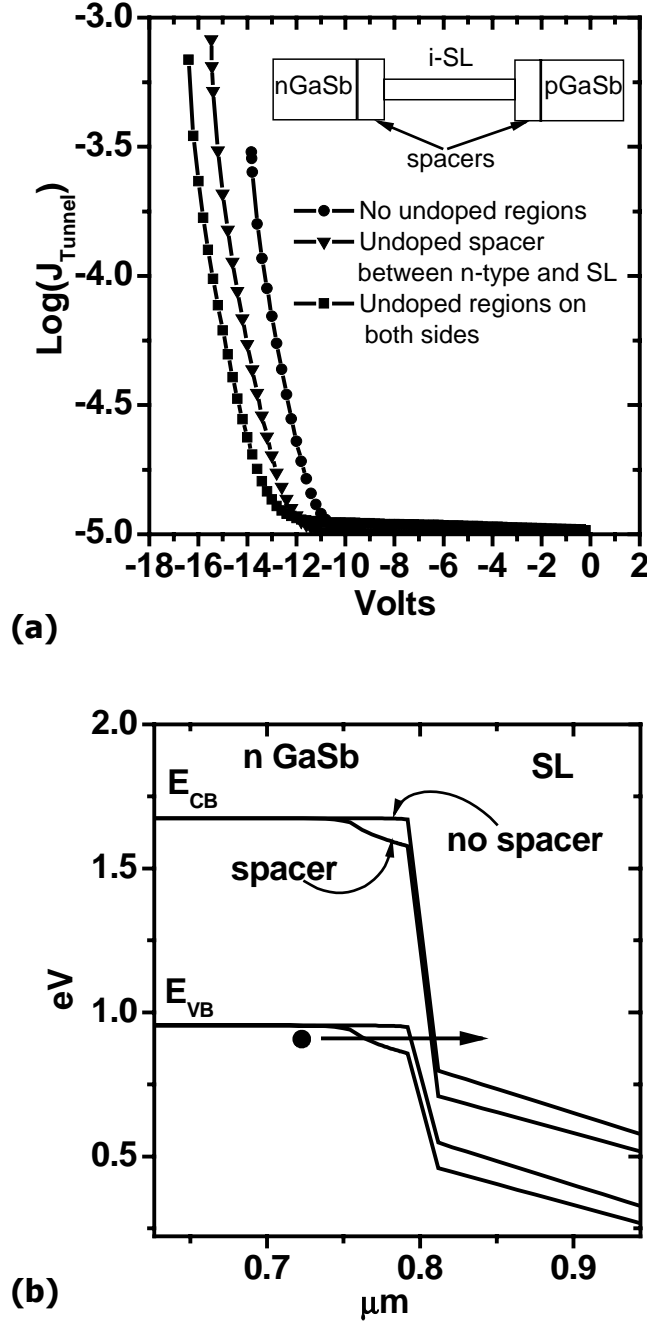 -3.0
-3.5
-4.0
-4.5
-5.0
Log(J_Tunnel)
i-SL
nGaSb
pGaSb
spacers
No undoped regions
Undoped spacer
between n-type and SL
Undoped regions on
both sides
-18 -16 -14 -12 -10 -8 -6 -4 -2 0 2
Volts
(a)
2.0
1.5
1.0
0.5
eV
n GaSb
SL
E_CB
no spacer
spacer
E_VB
0.7 0.8 0.9
μm
(b)